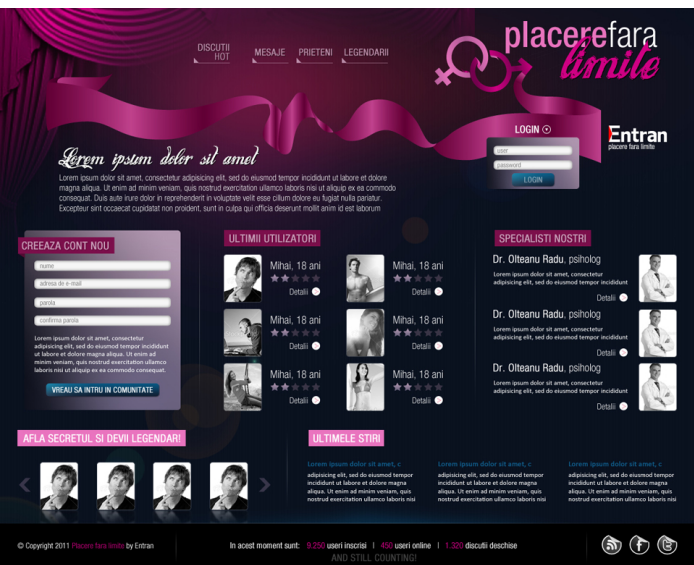 placerefara
limite
DISCUTII
HOT
MESAJE
PRIETENI
LEGENDARII
LOGIN
user
password
LOGIN
Entran
placere fara limite
Lorem ipsum dolor sit amet
Lorem ipsum dolor sit amet, consectetur adipisicing elit, sed do eiusmod tempor incididunt ut labore et dolore
magna aliqua. Ut enim ad minim veniam, quis nostrud exercitation ullamco laboris nisi ut aliquip ex ea commodo
consequat. Duis aute irure dolor in reprehenderit in voluptate velit esse cillum dolore eu fugiat nulla pariatur.
Excepteur sint occaecat cupidatat non proident, sunt in culpa qui officia deserunt mollit anim id est laborum
CREEAZA CONT NOU
nume
adresa de e-mail
parola
confirma parola
Lorem ipsum dolor sit amet, consectetur
adipisicing elit, sed do eiusmod tempor incididunt
ut labore et dolore magna aliqua. Ut enim ad
minim veniam, quis nostrud exercitation ullamco
laboris nisi ut aliquip ex ea commodo consequat.
VREAU SA INTRU IN COMUNITATE
ULTIMII UTILIZATORI
Mihai, 18 ani
Detalii
Mihai, 18 ani
Detalii
Mihai, 18 ani
Detalii
Mihai, 18 ani
Detalii
Mihai, 18 ani
Detalii
Mihai, 18 ani
Detalii
SPECIALISTI NOSTRI
Dr. Olteanu Radu, psiholog
Lorem ipsum dolor sit amet, consectetur
adipisicing elit, sed do eiusmod tempor incididunt
Detalii
Dr. Olteanu Radu, psiholog
Lorem ipsum dolor sit amet, consectetur
adipisicing elit, sed do eiusmod tempor incididunt
Detalii
Dr. Olteanu Radu, psiholog
Lorem ipsum dolor sit amet, consectetur
adipisicing elit, sed do eiusmod tempor incididunt
Detalii
AFLA SECRETUL SI DEVII LEGENDAR!
ULTIMELE STIRI
Lorem ipsum dolor sit amet, c
adipisicing elit, sed do eiusmod tempor
incididunt ut labore et dolore magna
aliqua. Ut enim ad minim veniam, quis
nostrud exercitation ullamco laboris nisi
Lorem ipsum dolor sit amet, c
adipisicing elit, sed do eiusmod tempor
incididunt ut labore et dolore magna
aliqua. Ut enim ad minim veniam, quis
nostrud exercitation ullamco laboris nisi
Lorem ipsum dolor sit amet, c
adipisicing elit, sed do eiusmod tempor
incididunt ut labore et dolore magna
aliqua. Ut enim ad minim veniam, quis
nostrud exercitation ullamco laboris nisi
© Copyright 2011 Placere fara limite by Entran
In acest moment sunt: 9.250 useri inscrisi | 450 useri online | 1.320 discutii deschise
AND STILL COUNTING!